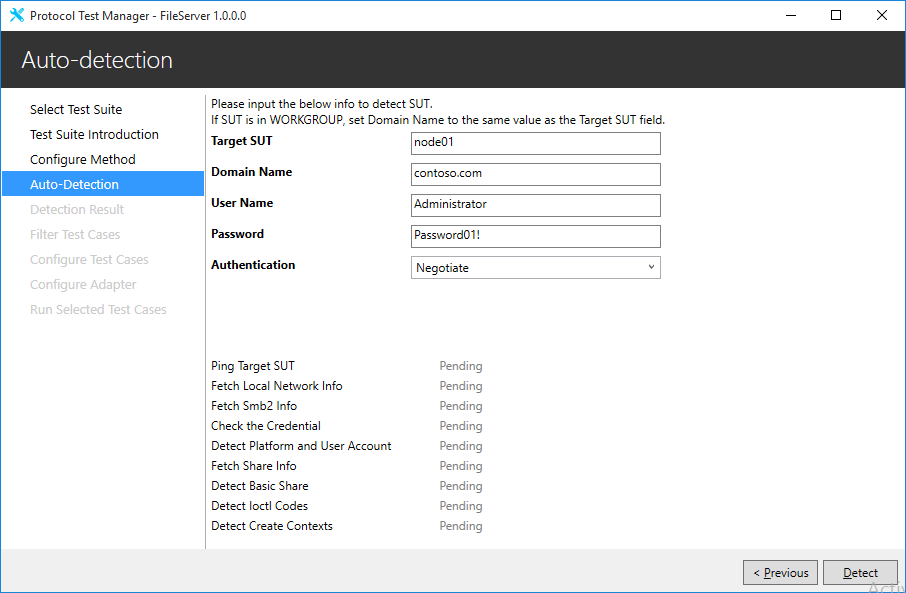 Protocol Test Manager - FileServer 1.0.0.0
Auto-detection
Select Test Suite
Test Suite Introduction
Configure Method
Auto-Detection
Detection Result
Filter Test Cases
Configure Test Cases
Configure Adapter
Run Selected Test Cases
Please input the below info to detect SUT.
If SUT is in WORKGROUP, set Domain Name to the same value as the Target SUT field.
Target SUT node01
Domain Name contoso.com
User Name Administrator
Password Password01!
Authentication Negotiate
Ping Target SUT Pending
Fetch Local Network Info Pending
Fetch Smb2 Info Pending
Check the Credential Pending
Detect Platform and User Account Pending
Fetch Share Info Pending
Detect Basic Share Pending
Detect Ioctl Codes Pending
Detect Create Contexts Pending
< Previous Detect